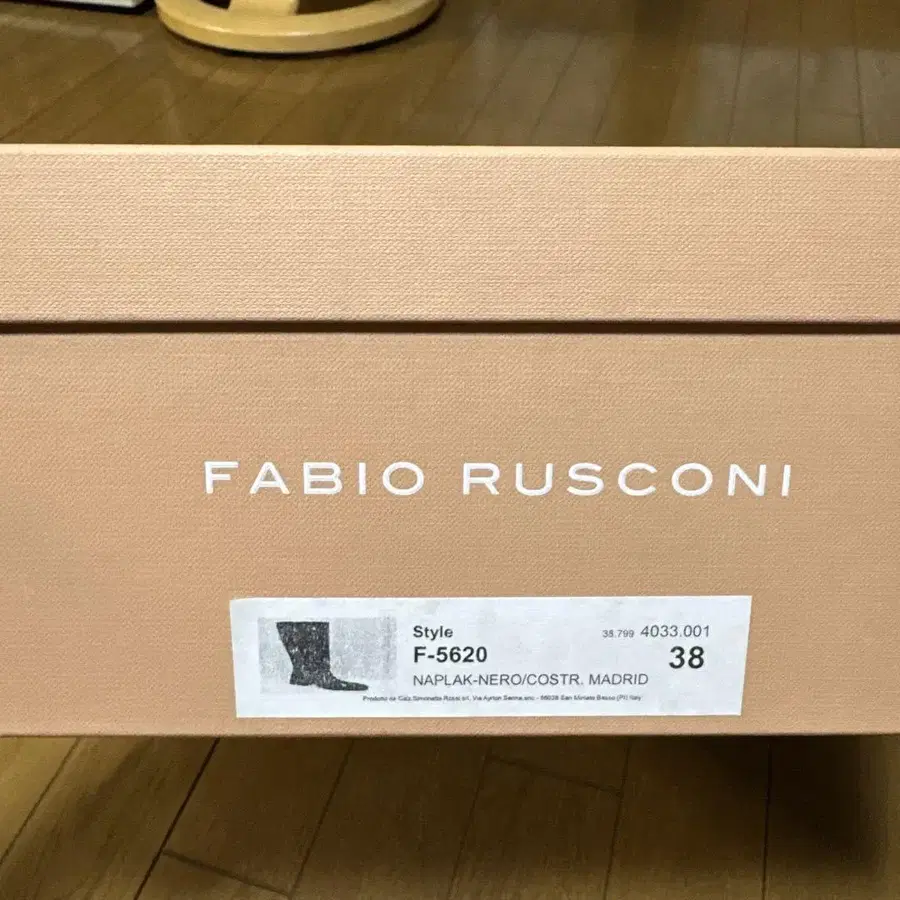 FABIO RUSCONI
Style
38.799 4033.001
F-5620
38
NAPLAK-NERO/COSTR. MADRID